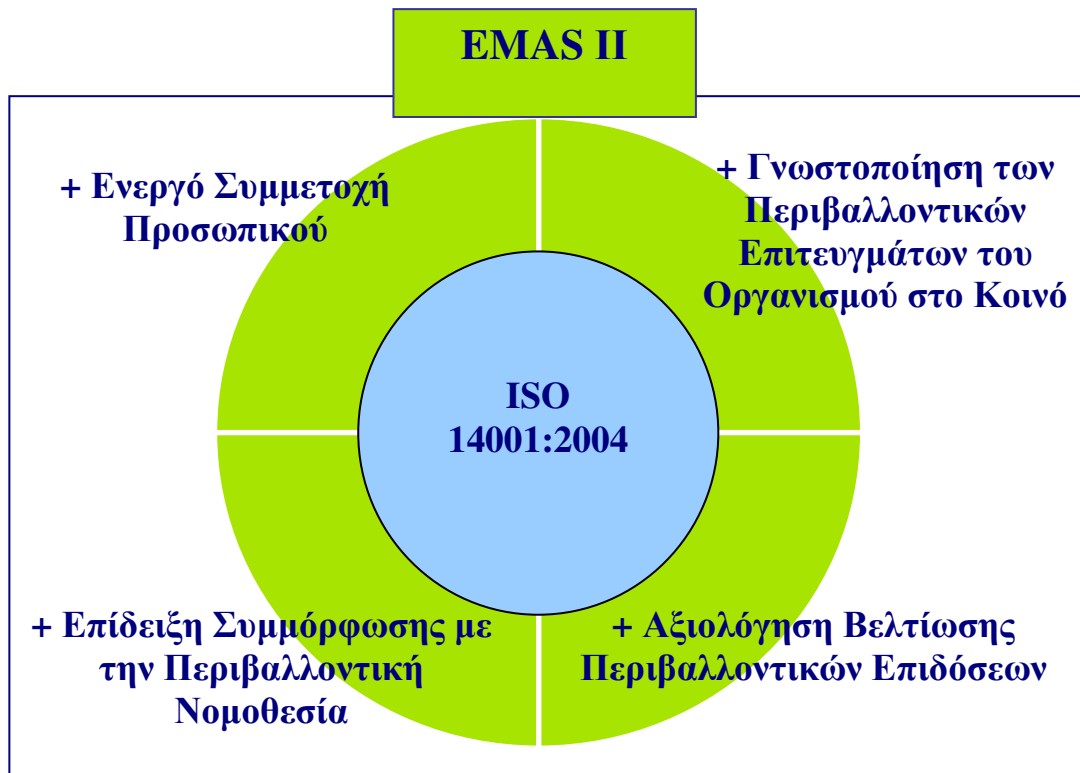 EMAS II
+ Ενεργό Συμμετοχή
Προσωπικού
+ Γνωστοποίηση των
Περιβαλλοντικών
Επιτευγμάτων του
Οργανισμού στο Κοινό
ISO
14001:2004
+ Επίδειξη Συμμόρφωσης με
την Περιβαλλοντική
Νομοθεσία
+ Αξιολόγηση Βελτίωσης
Περιβαλλοντικών Επιδόσεων